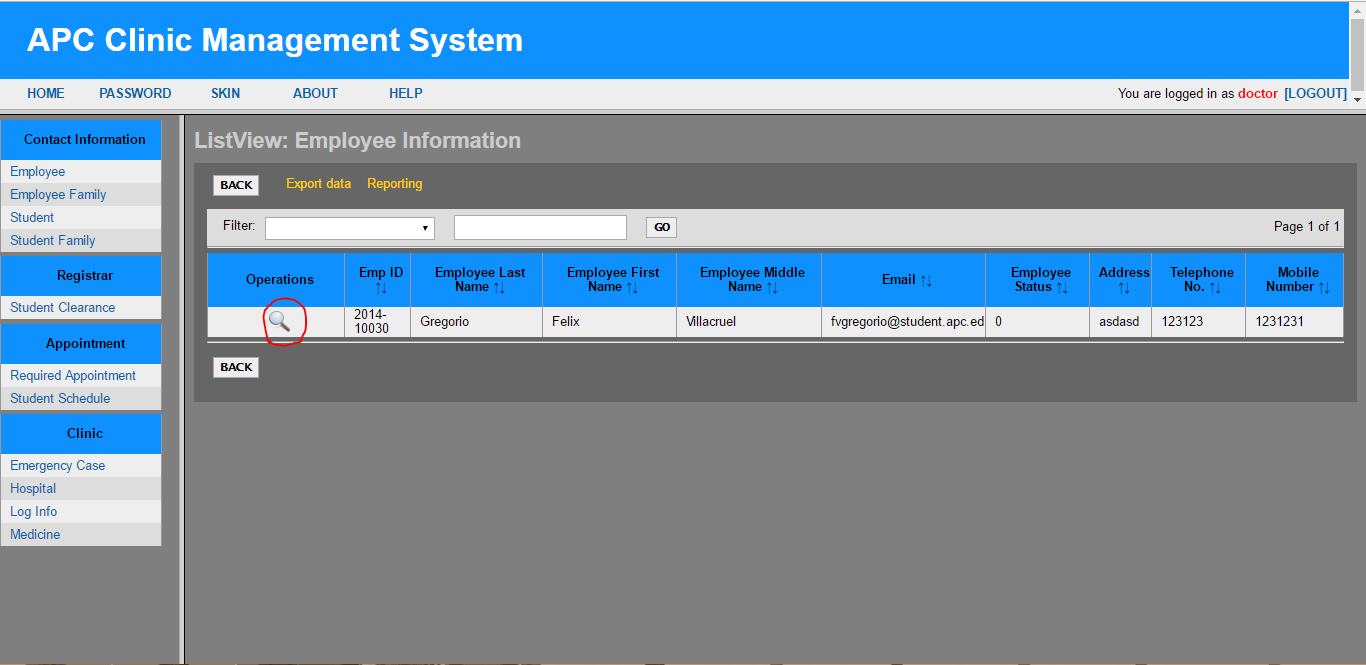 APC Clinic Management System
HOME PASSWORD SKIN ABOUT HELP You are logged in as doctor [LOGOUT]
Contact Information
Employee
Employee Family
Student
Student Family
Registrar
Student Clearance
Appointment
Required Appointment
Student Schedule
Clinic
Emergency Case
Hospital
Log Info
Medicine
ListView: Employee Information
BACK Export data Reporting
Filter: GO Page 1 of 1
Operations
Emp ID
↑↓
Employee Last
Name ↑↓
Employee First
Name ↑↓
Employee Middle
Name ↑↓
Email ↑↓
Employee
Status ↑↓
Address
↑↓
Telephone
No. ↑↓
Mobile
Number ↑↓
2014-
10030
Gregorio
Felix
Villacruel
fvgregorio@student.apc.ed
0
asdasd
123123
1231231
BACK